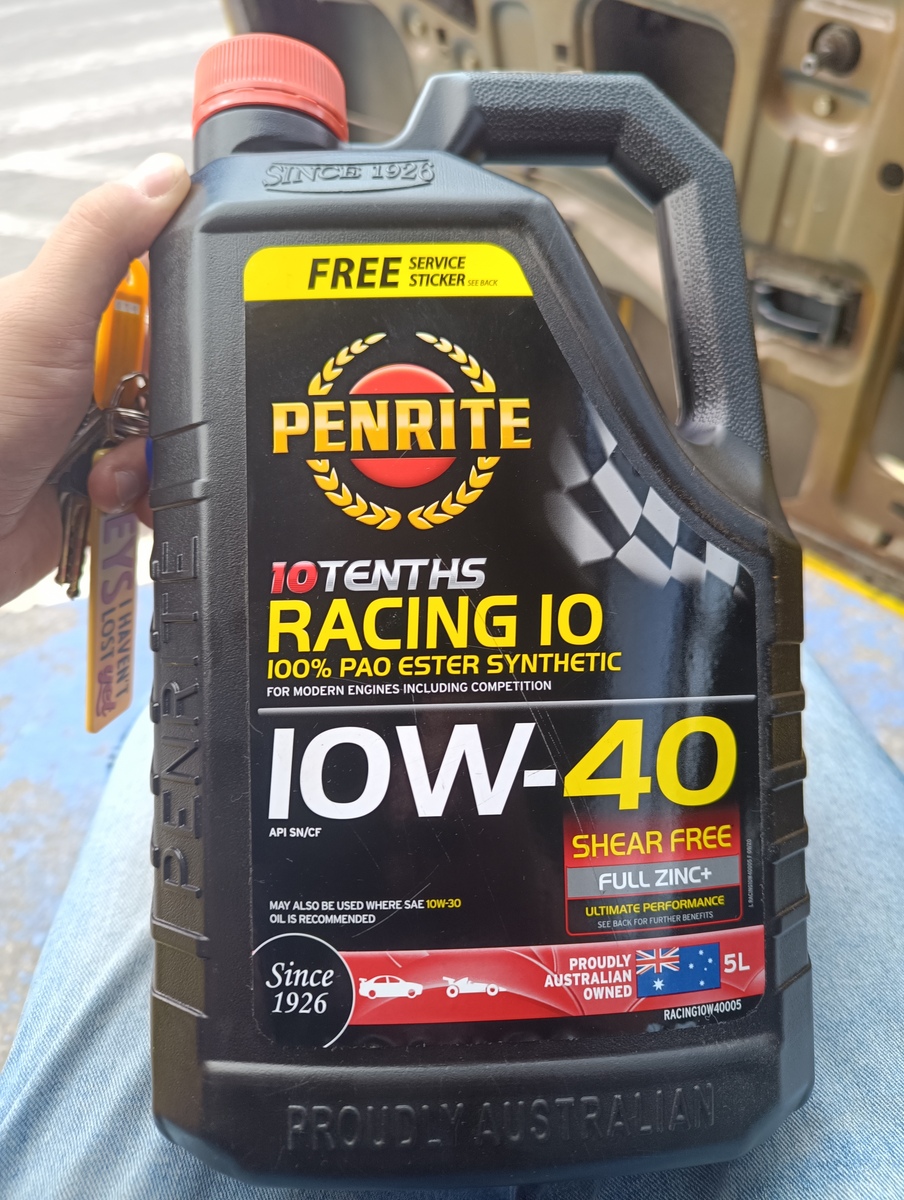 SINCE 1926
FREE SERVICE STICKER SEE BACK
PENRITE
10TENTHS
RACING 10
100% PAO ESTER SYNTHETIC
FOR MODERN ENGINES INCLUDING COMPETITION
10W-40
API SN/CF
SHEAR FREE
FULL ZINC+
ULTIMATE PERFORMANCE
SEE BACK FOR FURTHER BENEFITS
MAY ALSO BE USED WHERE SAE 10W-30
OIL IS RECOMMENDED
Since
1926
PROUDLY
AUSTRALIAN
OWNED
5L
RACING10W40005
PROUDLY AUSTRALIAN
PENRITE
EYS I HAVEN'T
LOST yet